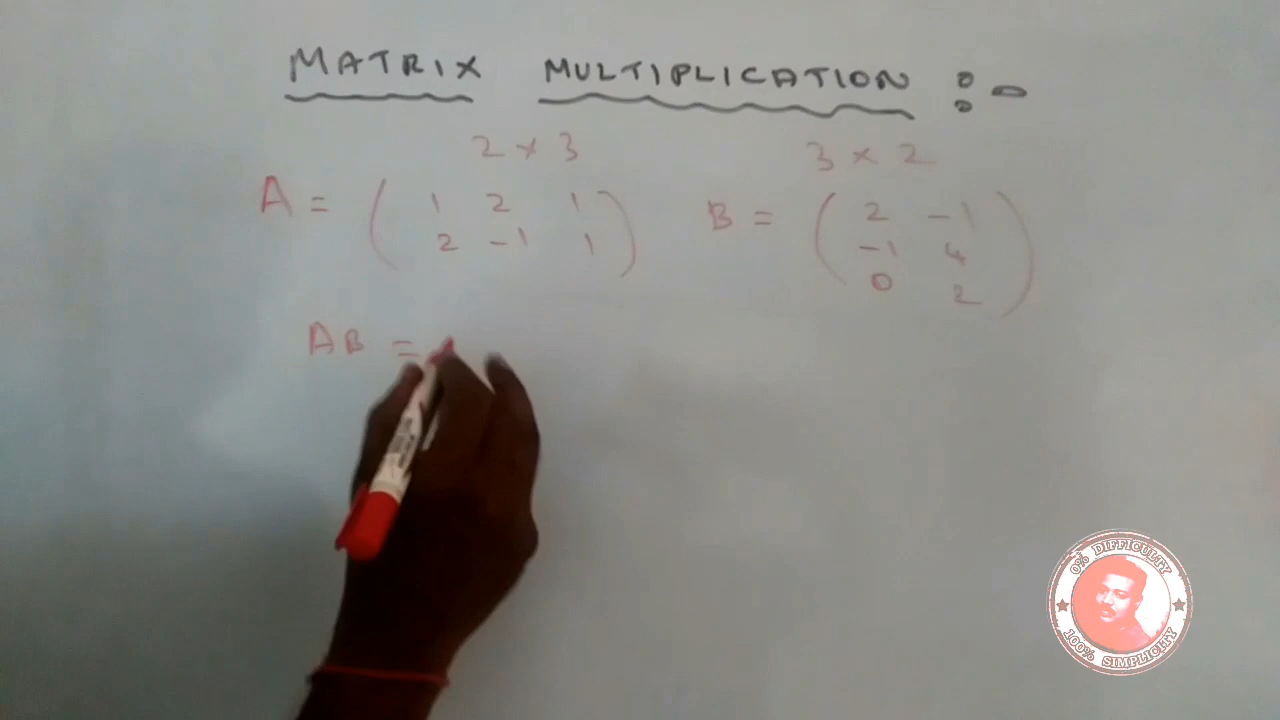 MATRIX MULTIPLICATION :-
2 × 3
3 × 2
A = ( 1 2 1
2 -1 1 )
B = ( 2 -1
-1 4
0 2 )
AB =
0% DIFFICULTY
100% SIMPLICITY